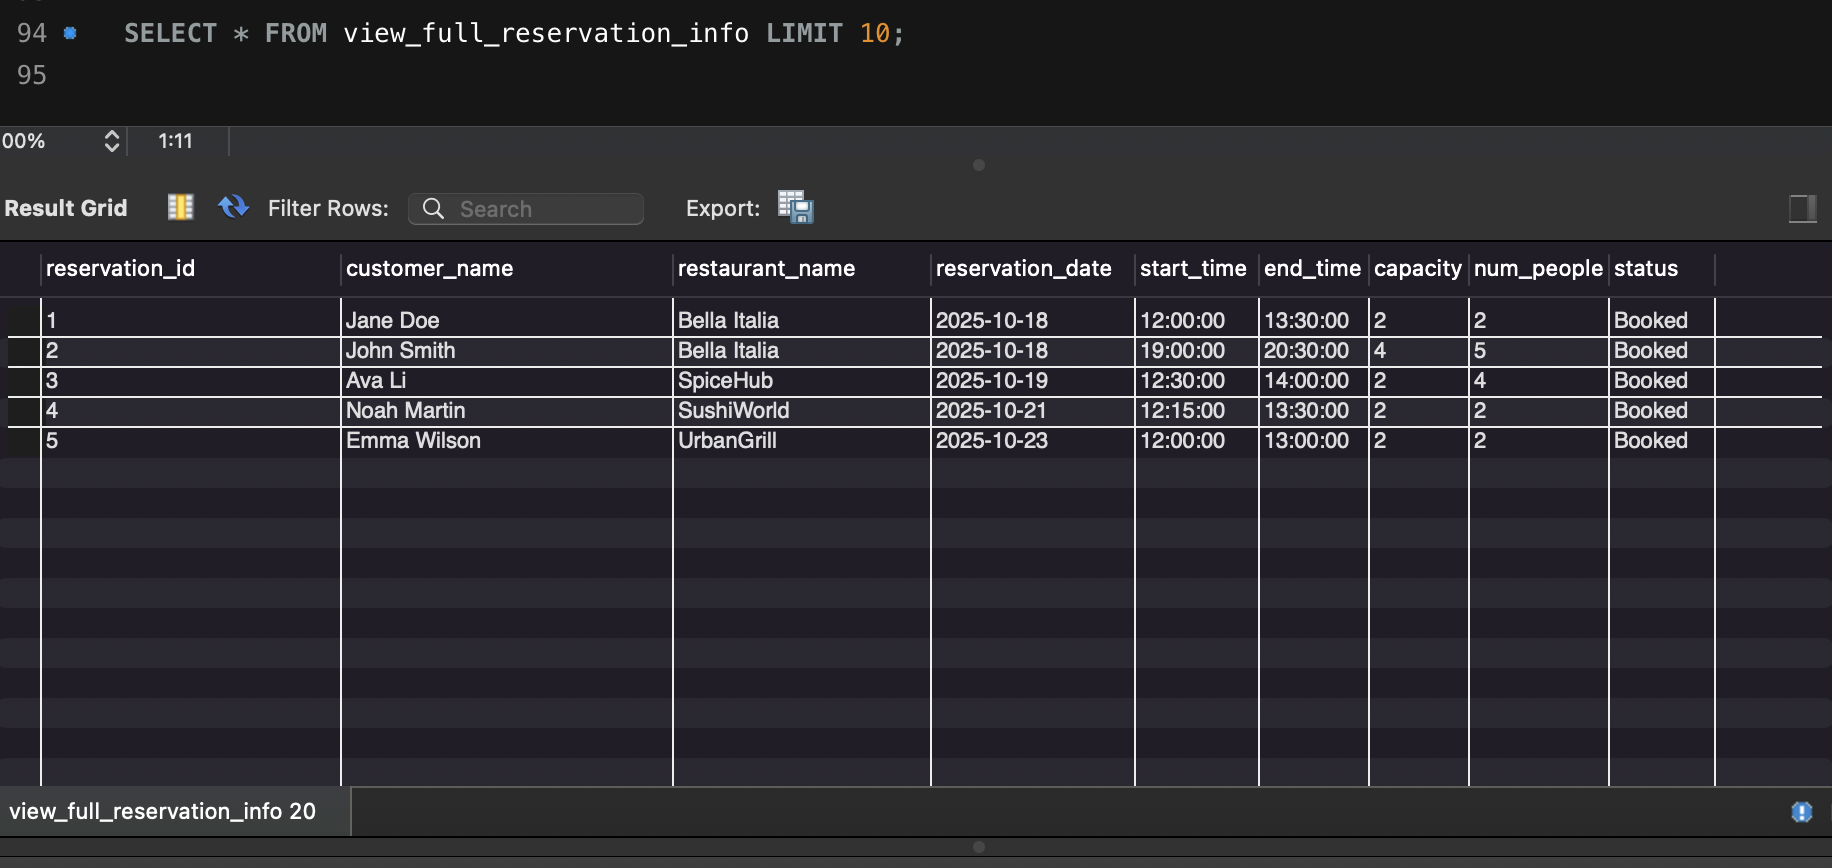 94 SELECT * FROM view_full_reservation_info LIMIT 10;
95
00% 1:11
Result Grid Filter Rows: Search Export:
reservation_id customer_name restaurant_name reservation_date start_time end_time capacity num_people status
1 Jane Doe Bella Italia 2025-10-18 12:00:00 13:30:00 2 2 Booked
2 John Smith Bella Italia 2025-10-18 19:00:00 20:30:00 4 5 Booked
3 Ava Li SpiceHub 2025-10-19 12:30:00 14:00:00 2 4 Booked
4 Noah Martin SushiWorld 2025-10-21 12:15:00 13:30:00 2 2 Booked
5 Emma Wilson UrbanGrill 2025-10-23 12:00:00 13:00:00 2 2 Booked
view_full_reservation_info 20